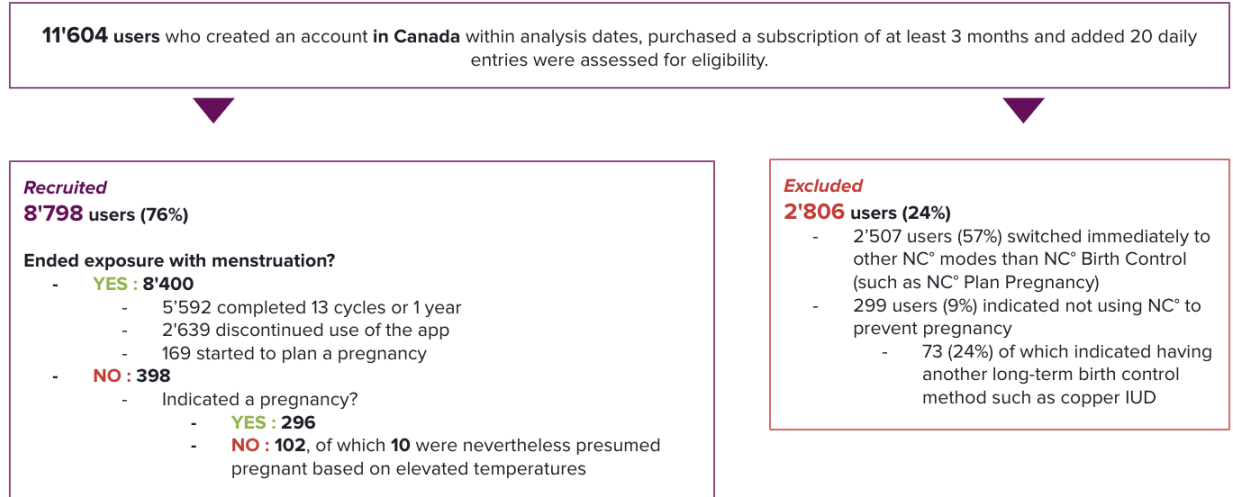 11'604 users who created an account in Canada within analysis dates, purchased a subscription of at least 3 months and added 20 daily
entries were assessed for eligibility.
Recruited
8'798 users (76%)
Ended exposure with menstruation?
- YES : 8'400
- 5’592 completed 13 cycles or 1 year
- 2'639 discontinued use of the app
- 169 started to plan a pregnancy
- NO : 398
- Indicated a pregnancy?
- YES : 296
- NO : 102, of which 10 were nevertheless presumed
pregnant based on elevated temperatures
Excluded
2'806 users (24%)
- 2’507 users (57%) switched immediately to
other NC° modes than NC° Birth Control
(such as NC° Plan Pregnancy)
- 299 users (9%) indicated not using NC° to
prevent pregnancy
- 73 (24%) of which indicated having
another long-term birth control
method such as copper IUD